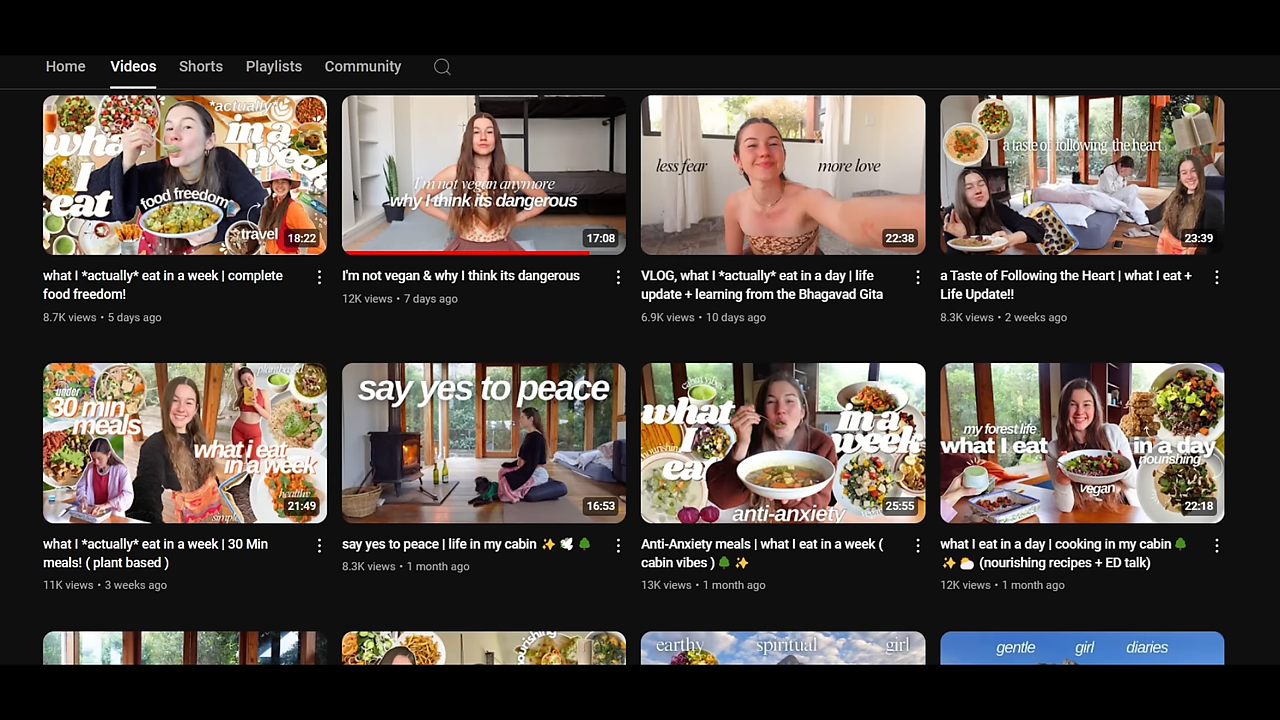 Home Videos Shorts Playlists Community
what I eat
*actually*
in a week
food freedom
travel
18:22
I'm not vegan anymore
why I think its dangerous
17:08
less fear more love
22:38
a taste of following the heart
23:39
what I *actually* eat in a week | complete
food freedom!
8.7K views • 5 days ago
I'm not vegan & why I think its dangerous
12K views • 7 days ago
VLOG, what I *actually* eat in a day | life
update + learning from the Bhagavad Gita
6.9K views • 10 days ago
a Taste of Following the Heart | what I eat +
Life Update!!
8.3K views • 2 weeks ago
under
30 min
meals
plantbased
what i eat
in a week
healthy
simple
21:49
say yes to peace
16:53
cabin vibes
what
I
eat
in a
week
nourishing
anti-anxiety
25:55
my forest life
what I eat in a day
nourishing
vegan
22:18
what I *actually* eat in a week | 30 Min
meals! ( plant based )
11K views • 3 weeks ago
say yes to peace | life in my cabin ✨ 🕊️ 🌳
8.3K views • 1 month ago
Anti-Anxiety meals | what I eat in a week (
cabin vibes ) 🌳 ✨
13K views • 1 month ago
what I eat in a day | cooking in my cabin 🌳
✨ ⛅ (nourishing recipes + ED talk)
12K views • 1 month ago
nourishing
earthy spiritual girl
gentle girl diaries